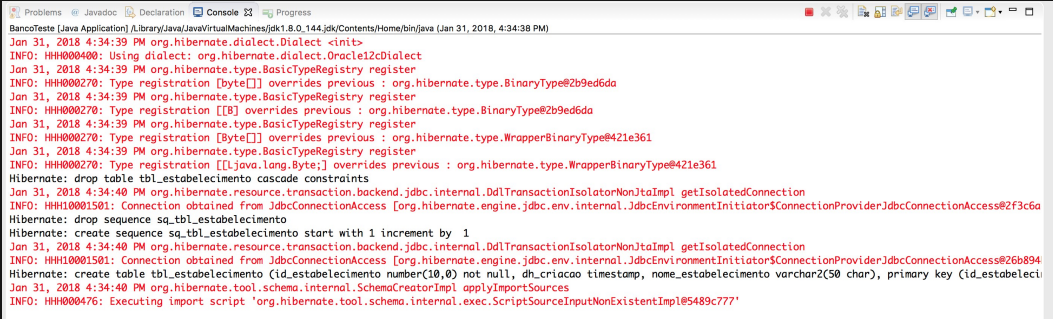 Problems @ Javadoc Declaration Console Progress
BancoTeste [Java Application] /Library/Java/JavaVirtualMachines/jdk1.8.0_144.jdk/Contents/Home/bin/java (Jan 31, 2018 4:34:38 PM)
Jan 31, 2018 4:34:39 PM org.hibernate.dialect.Dialect <init>
INFO: HHH000400: Using dialect: org.hibernate.dialect.Oracle12cDialect
Jan 31, 2018 4:34:39 PM org.hibernate.type.BasicTypeRegistry register
INFO: HHH000270: Type registration [byte[]] overrides previous : org.hibernate.type.BinaryType@2b9ed6da
Jan 31, 2018 4:34:39 PM org.hibernate.type.BasicTypeRegistry register
INFO: HHH000270: Type registration [[B] overrides previous : org.hibernate.type.BinaryType@2b9ed6da
Jan 31, 2018 4:34:39 PM org.hibernate.type.BasicTypeRegistry register
INFO: HHH000270: Type registration [Byte[]] overrides previous : org.hibernate.type.WrapperBinaryType@421e361
Jan 31, 2018 4:34:39 PM org.hibernate.type.BasicTypeRegistry register
INFO: HHH000270: Type registration [[Ljava.lang.Byte;] overrides previous : org.hibernate.type.WrapperBinaryType@421e361
Hibernate: drop table tbl_estabelecimento cascade constraints
Jan 31, 2018 4:34:40 PM org.hibernate.resource.transaction.backend.jdbc.internal.DdlTransactionIsolatorNonJtaImpl getIsolatedConnection
INFO: HHH10001501: Connection obtained from JdbcConnectionAccess [org.hibernate.engine.jdbc.env.internal.JdbcEnvironmentInitiator$ConnectionProviderJdbcConnectionAccess@2f3c6a
Hibernate: drop sequence sq_tbl_estabelecimento
Hibernate: create sequence sq_tbl_estabelecimento start with 1 increment by  1
Jan 31, 2018 4:34:40 PM org.hibernate.resource.transaction.backend.jdbc.internal.DdlTransactionIsolatorNonJtaImpl getIsolatedConnection
INFO: HHH10001501: Connection obtained from JdbcConnectionAccess [org.hibernate.engine.jdbc.env.internal.JdbcEnvironmentInitiator$ConnectionProviderJdbcConnectionAccess@26b894
Hibernate: create table tbl_estabelecimento (id_estabelecimento number(10,0) not null, dh_criacao timestamp, nome_estabelecimento varchar2(50 char), primary key (id_estabeleci
Jan 31, 2018 4:34:40 PM org.hibernate.tool.schema.internal.SchemaCreatorImpl applyImportSources
INFO: HHH000476: Executing import script 'org.hibernate.tool.schema.internal.exec.ScriptSourceInputNonExistentImpl@5489c777'